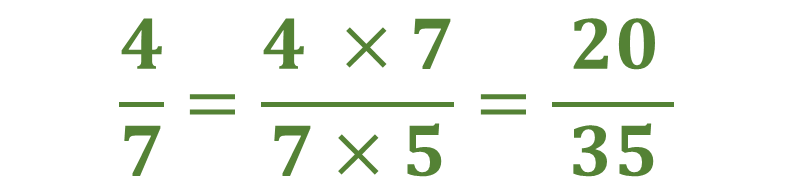 4/7 = 4 × 7/7 × 5 = 20/35